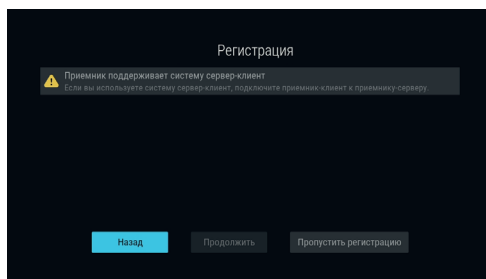 Регистрация
Приемник поддерживает систему сервер-клиент
Если вы используете систему сервер-клиент, подключите приемник-клиент к приемнику-серверу.
Назад
Продолжить
Пропустить регистрацию